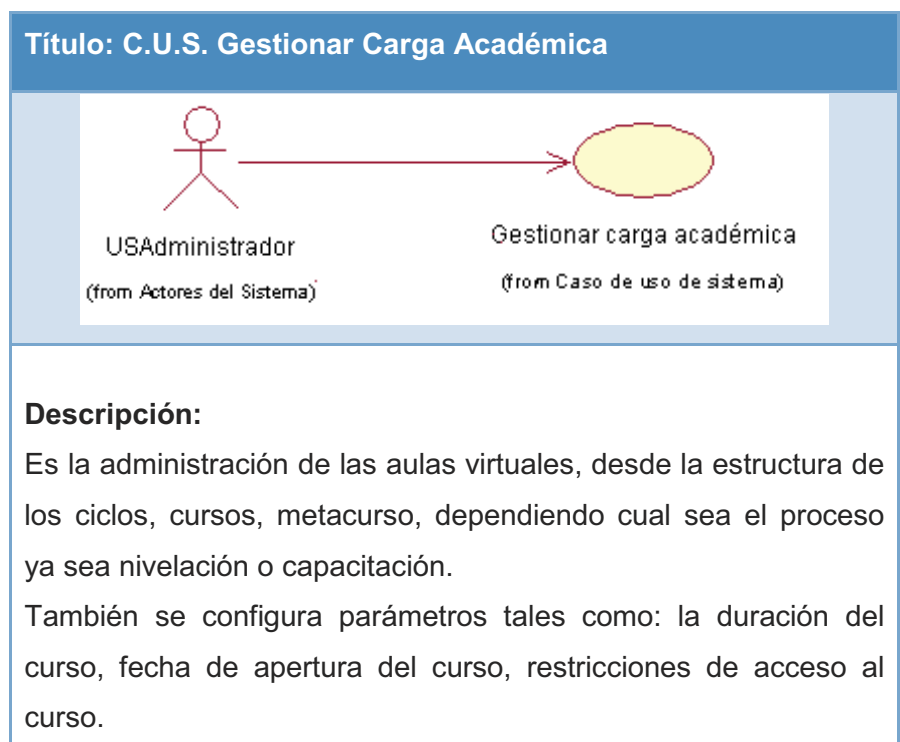 Título: C.U.S. Gestionar Carga Académica
USAdministrador
(from Actores del Sistema)
Gestionar carga académica
(from Caso de uso de sistema)
Descripción:
Es la administración de las aulas virtuales, desde la estructura de
los ciclos, cursos, metacurso, dependiendo cual sea el proceso
ya sea nivelación o capacitación.
También se configura parámetros tales como: la duración del
curso, fecha de apertura del curso, restricciones de acceso al
curso.